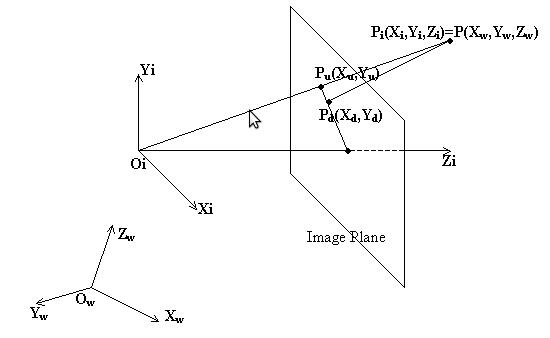 Pi(Xi,Yi,Zi)=P(Xw,Yw,Zw)
Yi
Pu(Xu,Yu)
Pd(Xd,Yd)
Oi
Zi
Xi
Image Plane
Zw
Ow
Yw
Xw